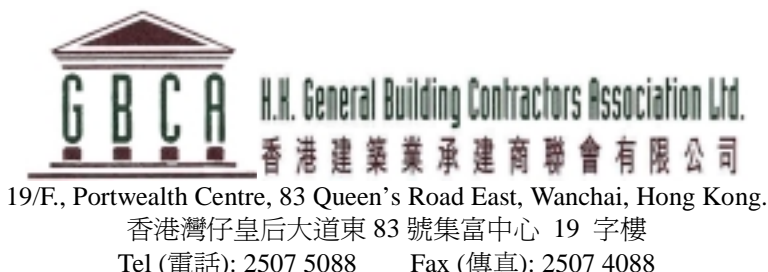 GBCA
H.K. General Building Contractors Association Ltd.
香港建築業承建商聯會有限公司
19/F., Portwealth Centre, 83 Queen's Road East, Wanchai, Hong Kong.
香港灣仔皇后大道東 83 號集富中心 19 字樓
Tel (電話): 2507 5088 Fax (傳真): 2507 4088